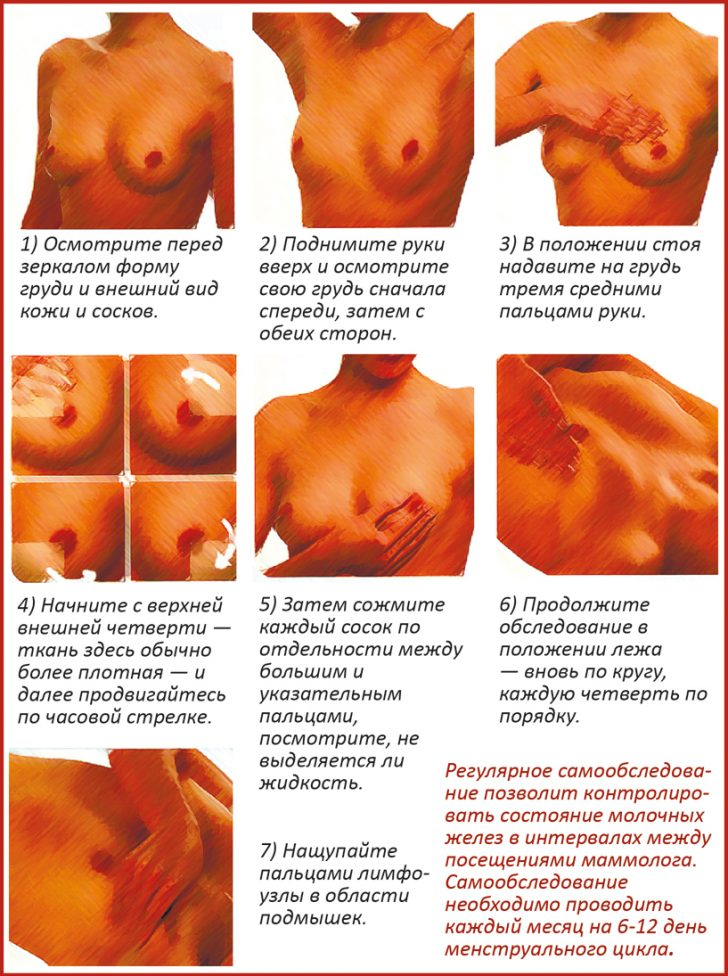 1) Осмотрите перед
зеркалом форму
груди и внешний вид
кожи и сосков.
2) Поднимите руки
вверх и осмотрите
свою грудь сначала
спереди, затем с
обеих сторон.
3) В положении стоя
надавите на грудь
тремя средними
пальцами руки.
4) Начните с верхней
внешней четверти —
ткань здесь обычно
более плотная — и
далее продвигайтесь
по часовой стрелке.
5) Затем сожмите
каждый сосок по
отдельности между
большим и
указательным
пальцами,
посмотрите, не
выделяется ли
жидкость.
6) Продолжите
обследование в
положении лежа
— вновь по кругу,
каждую четверть по
порядку.
7) Нащупайте
пальцами лимфо-
узлы в области
подмышек.
Регулярное самообследова-
ние позволит контролиро-
вать состояние молочных
желез в интервалах между
посещениями маммолога.
Самообследование
необходимо проводить
каждый месяц на 6-12 день
менструального цикла.